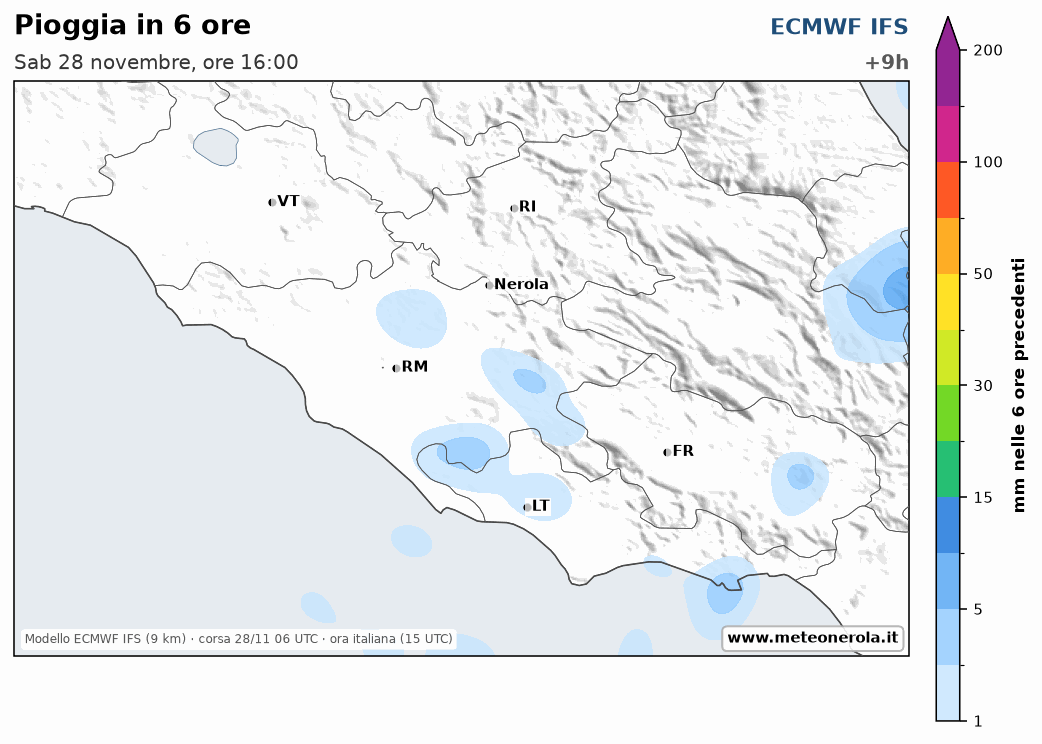 Pioggia in 6 ore
ECMWF IFS
Sab 28 novembre, ore 16:00
+9h
VT
RI
Nerola
RM
FR
LT
Modello ECMWF IFS (9 km) · corsa 28/11 06 UTC · ora italiana (15 UTC)
www.meteonerola.it
200
100
50
30
15
5
1
mm nelle 6 ore precedenti